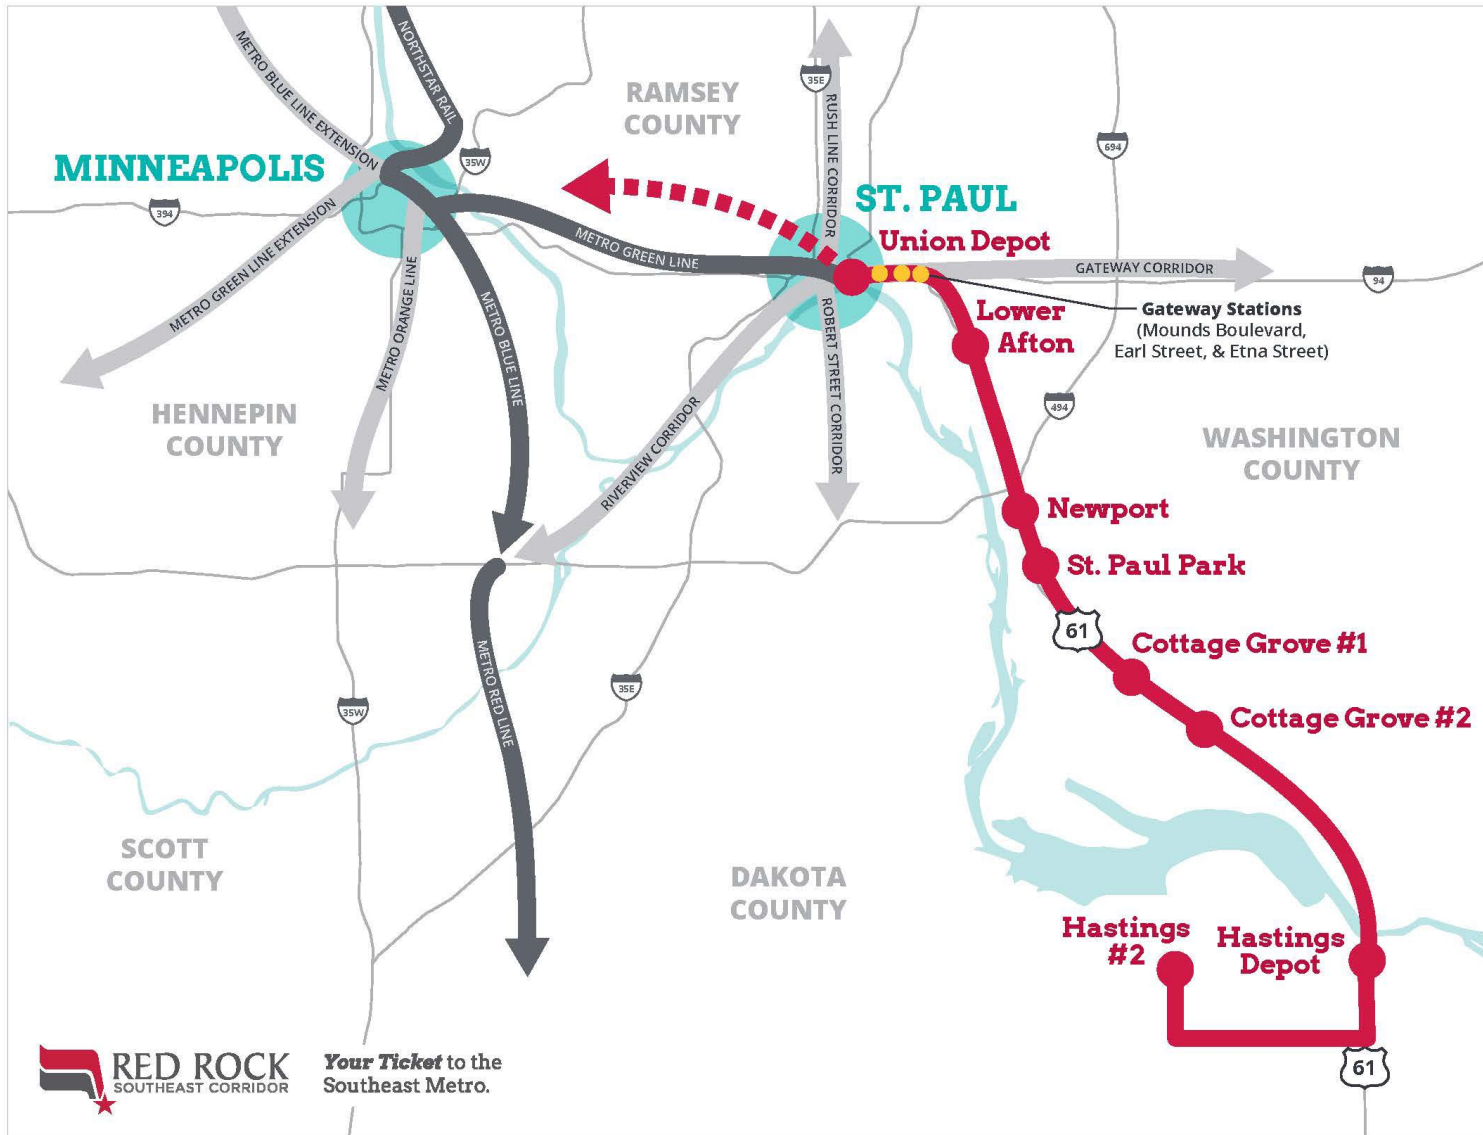 METRO BLUE LINE EXTENSION
NORTHSTAR RAIL
RAMSEY
COUNTY
35E
RUSH LINE CORRIDOR
694
35W
MINNEAPOLIS
394
METRO GREEN LINE EXTENSION
METRO ORANGE LINE
METRO BLUE LINE
METRO GREEN LINE
ST. PAUL
Union Depot
GATEWAY CORRIDOR
94
Gateway Stations
(Mounds Boulevard,
Earl Street, & Etna Street)
Lower
Afton
ROBERT STREET CORRIDOR
RIVERVIEW CORRIDOR
494
HENNEPIN
COUNTY
WASHINGTON
COUNTY
Newport
St. Paul Park
61
Cottage Grove #1
Cottage Grove #2
METRO RED LINE
35E
35W
SCOTT
COUNTY
DAKOTA
COUNTY
Hastings
#2
Hastings
Depot
61
RED ROCK
SOUTHEAST CORRIDOR
Your Ticket to the
Southeast Metro.